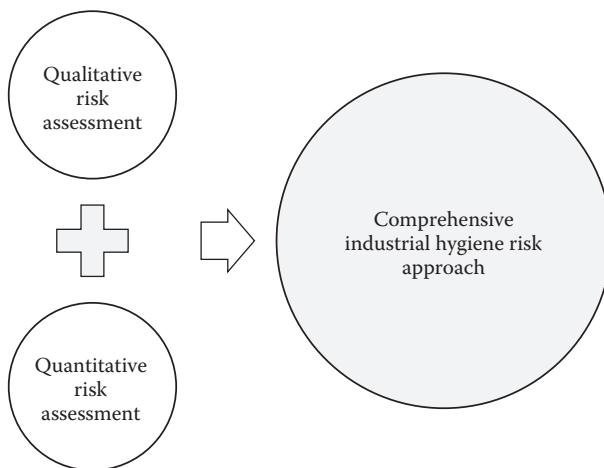 Qualitative
risk
assessment
Quantitative
risk
assessment
Comprehensive
industrial hygiene risk
approach